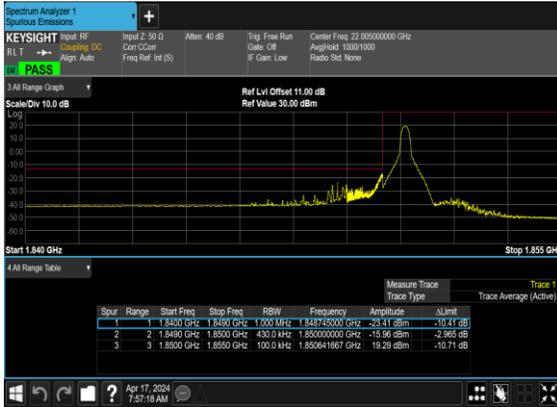 Spectrum Analyzer 1
Spurious Emissions
KEYSIGHT
Input: RF
Coupling: DC
Align: Auto
Input Z: 50 Ω
Corr CCorr
Freq Ref: Int (S)
Atten: 40 dB
Trig: Free Run
Gate: Off
IF Gain: Low
Center Freq: 22.005000000 GHz
Avg|Hold: 1000/1000
Radio Std: None
RLT
PASS
3 All Range Graph
Scale/Div 10.0 dB
Ref Lvl Offset 11.00 dB
Ref Value 30.00 dBm
Log
20.0
10.0
0.00
-10.0
-20.0
-30.0
-40.0
-50.0
-60.0
Start 1.840 GHz
Stop 1.855 GH
4 All Range Table
Measure Trace Trace 1
Trace Type Trace Average (Active)
Spur Range Start Freq Stop Freq RBW Frequency Amplitude ΔLimit
1 1 1.8400 GHz 1.8490 GHz 1.000 MHz 1.848745000 GHz -23.41 dBm -10.41 dB
2 2 1.8490 GHz 1.8500 GHz 430.0 kHz 1.850000000 GHz -15.96 dBm -2.965 dB
3 3 1.8500 GHz 1.8550 GHz 100.0 kHz 1.850641667 GHz 19.29 dBm -10.71 dB
Apr 17, 2024
7:57:18 AM